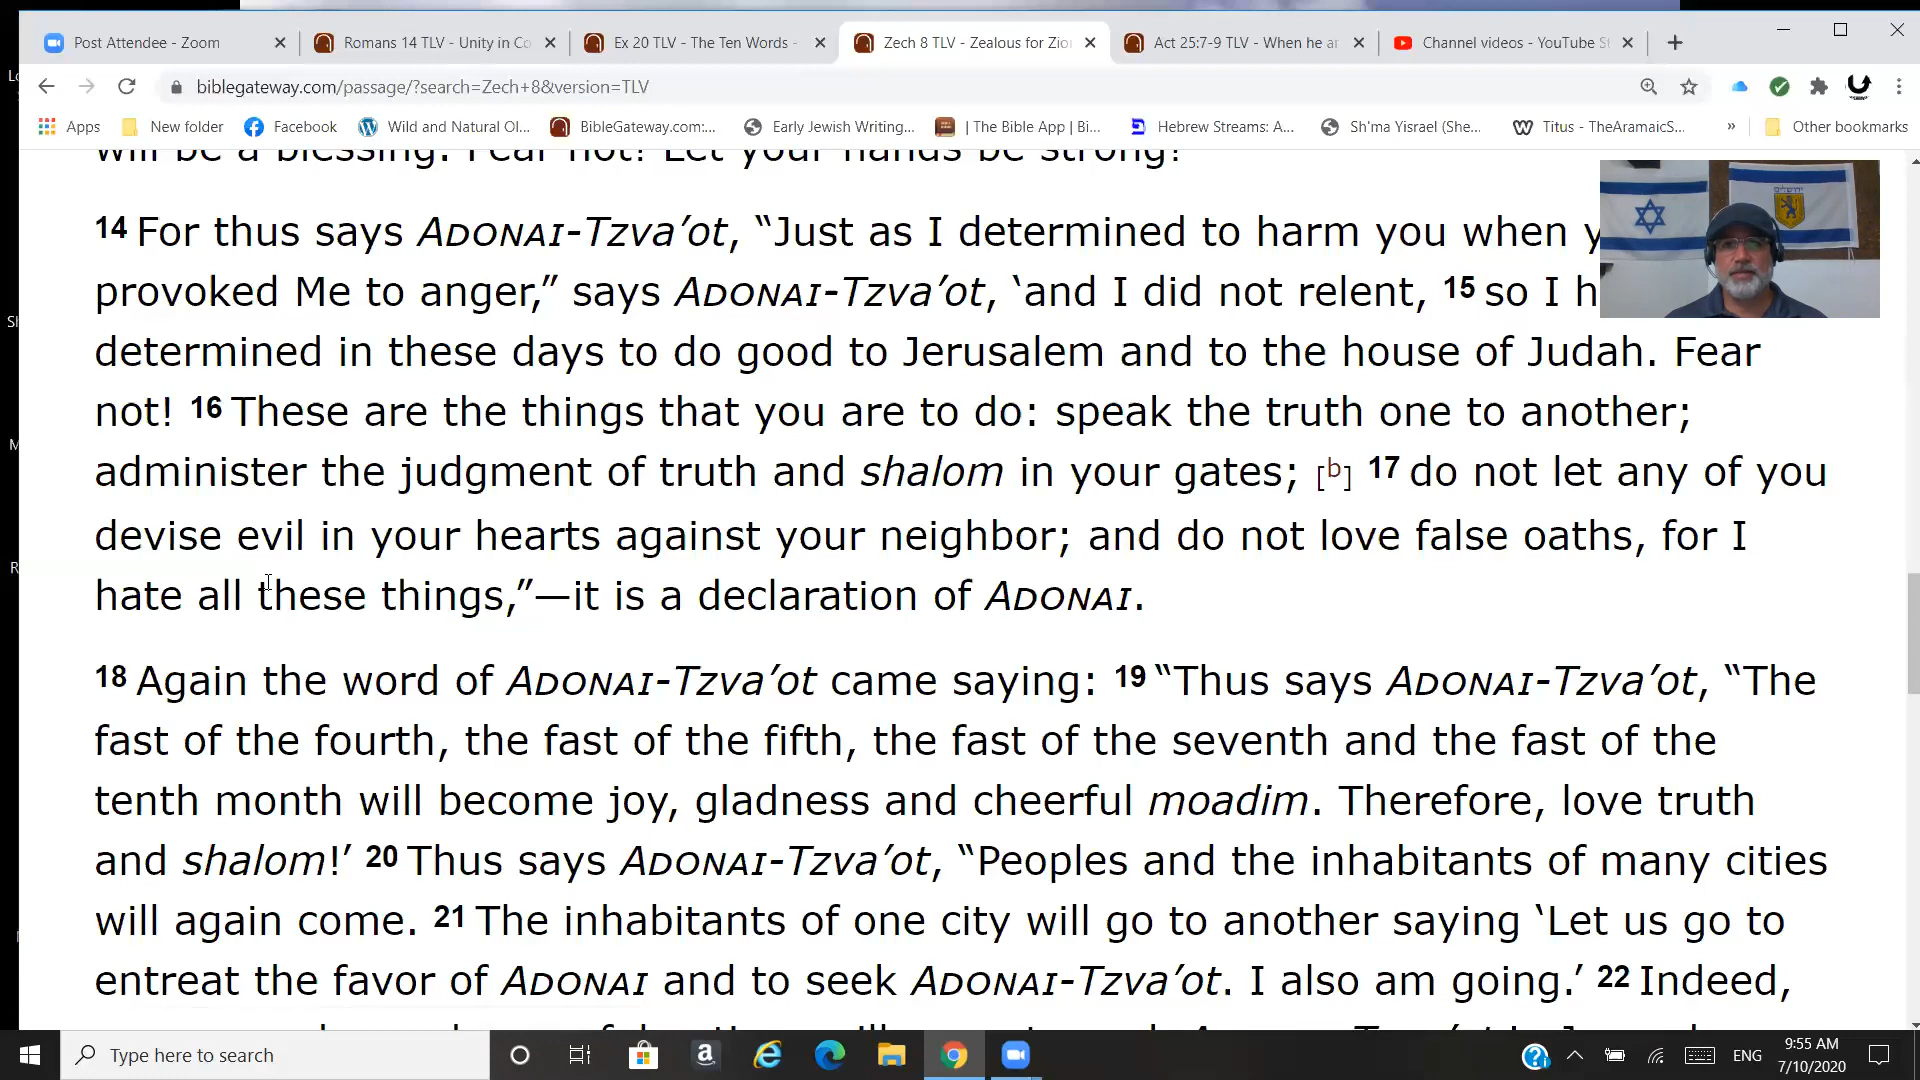 Post Attendee - Zoom
Romans 14 TLV - Unity in Co
Ex 20 TLV - The Ten Words -
Zech 8 TLV - Zealous for Zio
Act 25:7-9 TLV - When he ar
Channel videos - YouTube St
biblegateway.com/passage/?search=Zech+8&version=TLV
Apps
New folder
Facebook
Wild and Natural Ol...
BibleGateway.com:...
Early Jewish Writing...
| The Bible App | Bi...
Hebrew Streams: A...
Sh'ma Yisrael (She...
Titus - TheAramaicS...
»
Other bookmarks
will be a blessing. Fear not! Let your hands be strong!
14 For thus says ADONAI-Tzva’ot, “Just as I determined to harm you when y
provoked Me to anger,” says ADONAI-Tzva’ot, ‘and I did not relent, 15 so I h
determined in these days to do good to Jerusalem and to the house of Judah. Fear
not! 16 These are the things that you are to do: speak the truth one to another;
administer the judgment of truth and shalom in your gates; [b] 17 do not let any of you
devise evil in your hearts against your neighbor; and do not love false oaths, for I
hate all these things,”—it is a declaration of ADONAI.
18 Again the word of ADONAI-Tzva’ot came saying: 19 “Thus says ADONAI-Tzva’ot, “The
fast of the fourth, the fast of the fifth, the fast of the seventh and the fast of the
tenth month will become joy, gladness and cheerful moadim. Therefore, love truth
and shalom!’ 20 Thus says ADONAI-Tzva’ot, “Peoples and the inhabitants of many cities
will again come. 21 The inhabitants of one city will go to another saying ‘Let us go to
entreat the favor of ADONAI and to seek ADONAI-Tzva’ot. I also am going.’ 22 Indeed,
Type here to search
ENG
9:55 AM
7/10/2020